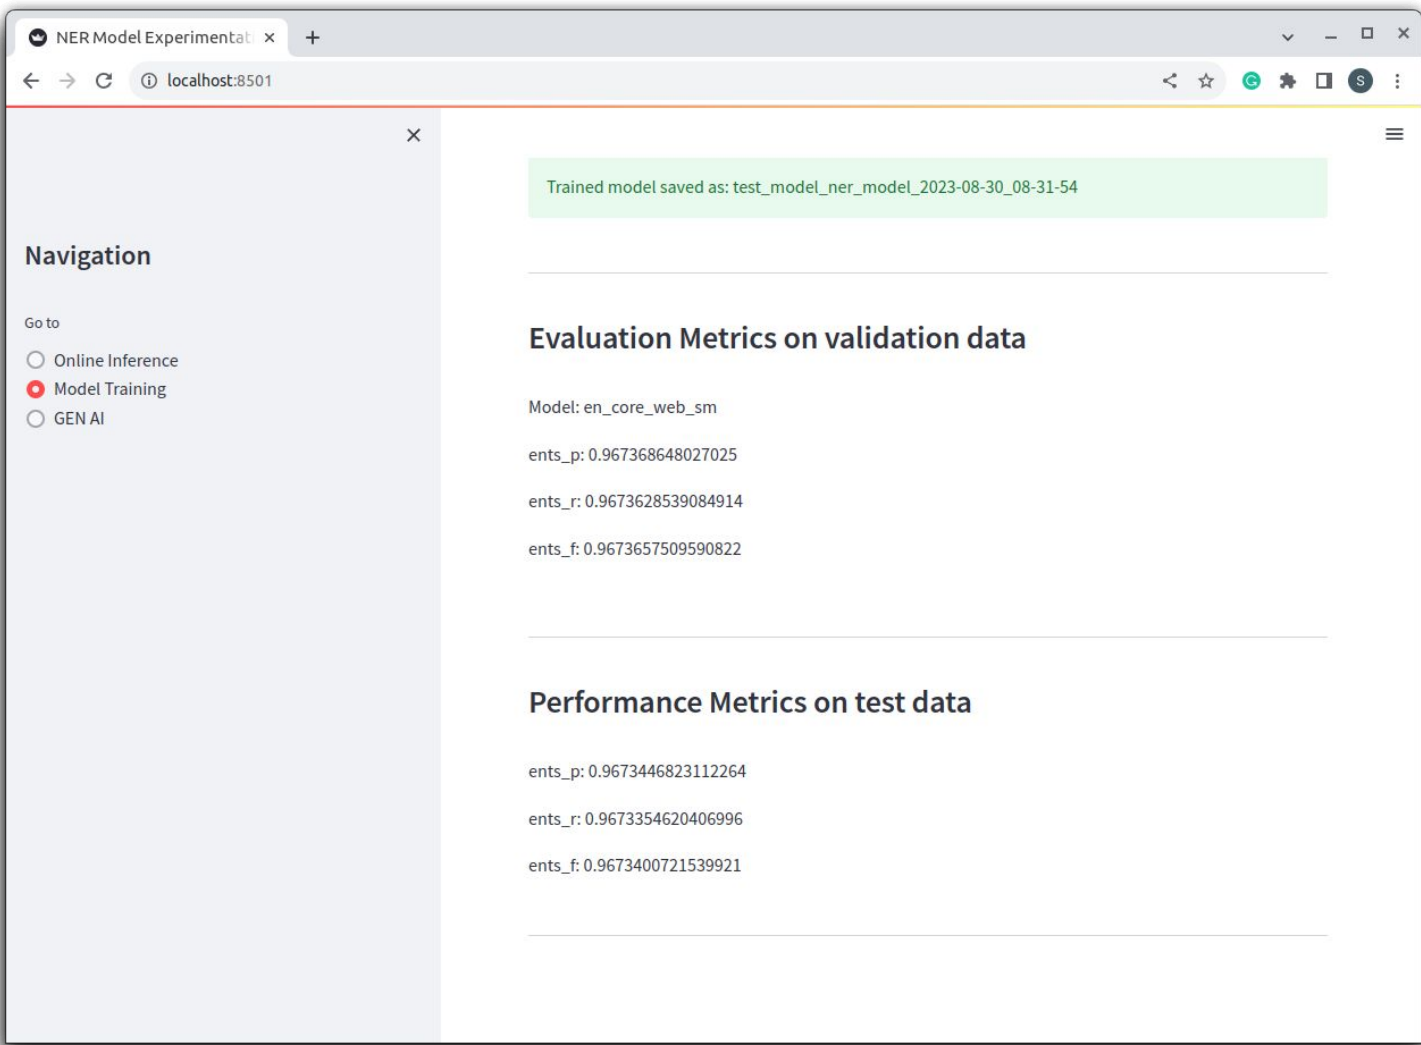 NER Model Experimentat
localhost:8501
S
Navigation
Go to
Online Inference
Model Training
GEN AI
Trained model saved as: test_model_ner_model_2023-08-30_08-31-54
Evaluation Metrics on validation data
Model: en_core_web_sm
ents_p: 0.967368648027025
ents_r: 0.9673628539084914
ents_f: 0.9673657509590822
Performance Metrics on test data
ents_p: 0.9673446823112264
ents_r: 0.9673354620406996
ents_f: 0.9673400721539921